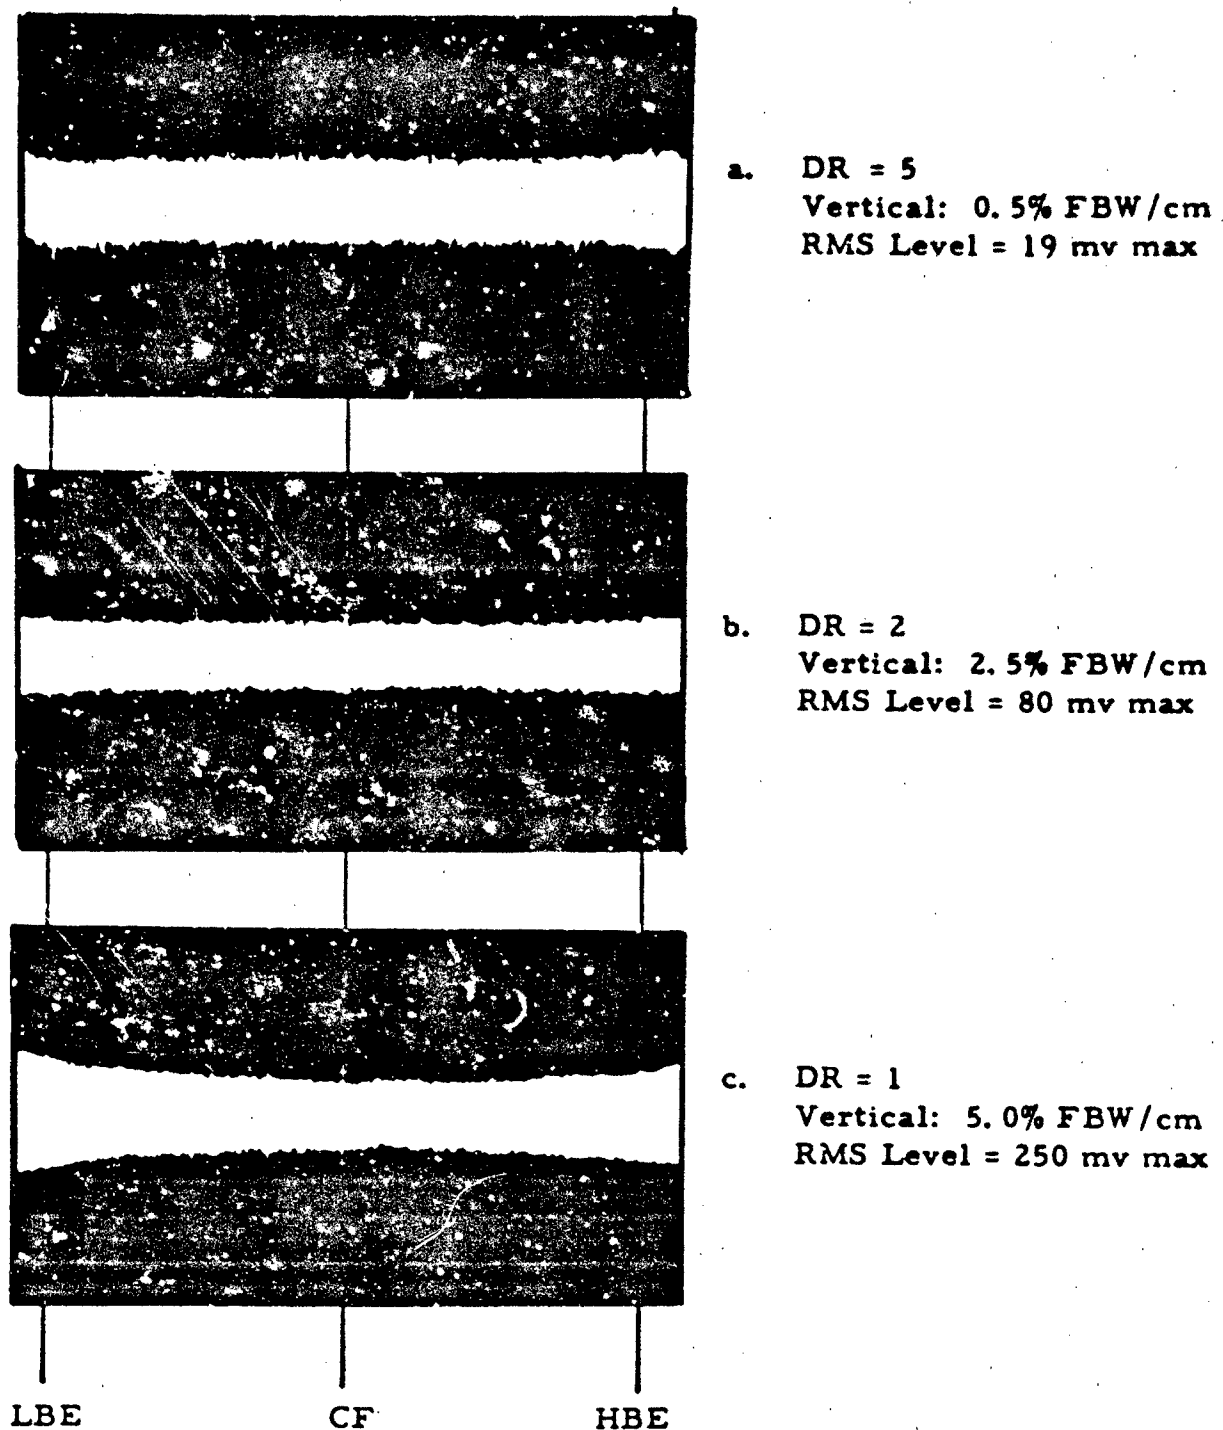 a. DR = 5
Vertical: 0.5% FBW/cm
RMS Level = 19 mv max
b. DR = 2
Vertical: 2.5% FBW/cm
RMS Level = 80 mv max
c. DR = 1
Vertical: 5.0% FBW/cm
RMS Level = 250 mv max
LBE CF HBE